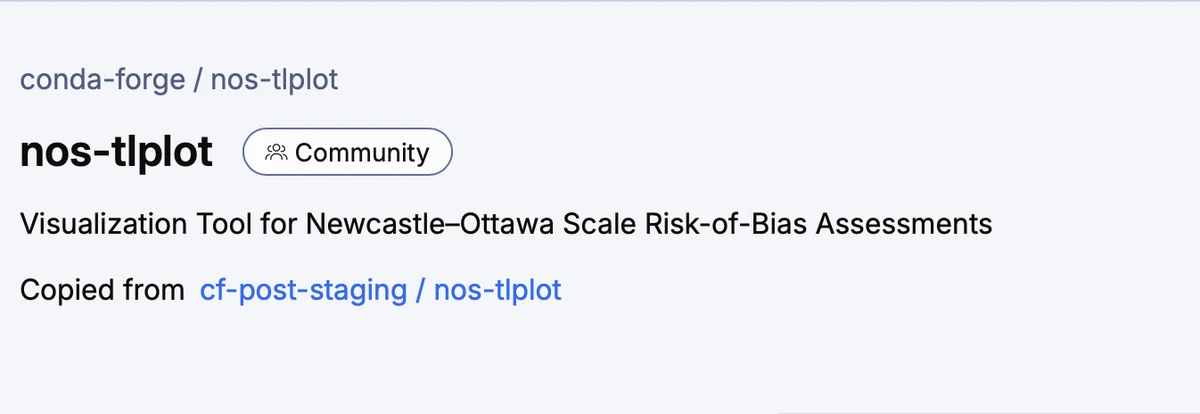 conda-forge / nos-tlplot
nos-tlplot Community
Visualization Tool for Newcastle–Ottawa Scale Risk-of-Bias Assessments
Copied from cf-post-staging / nos-tlplot